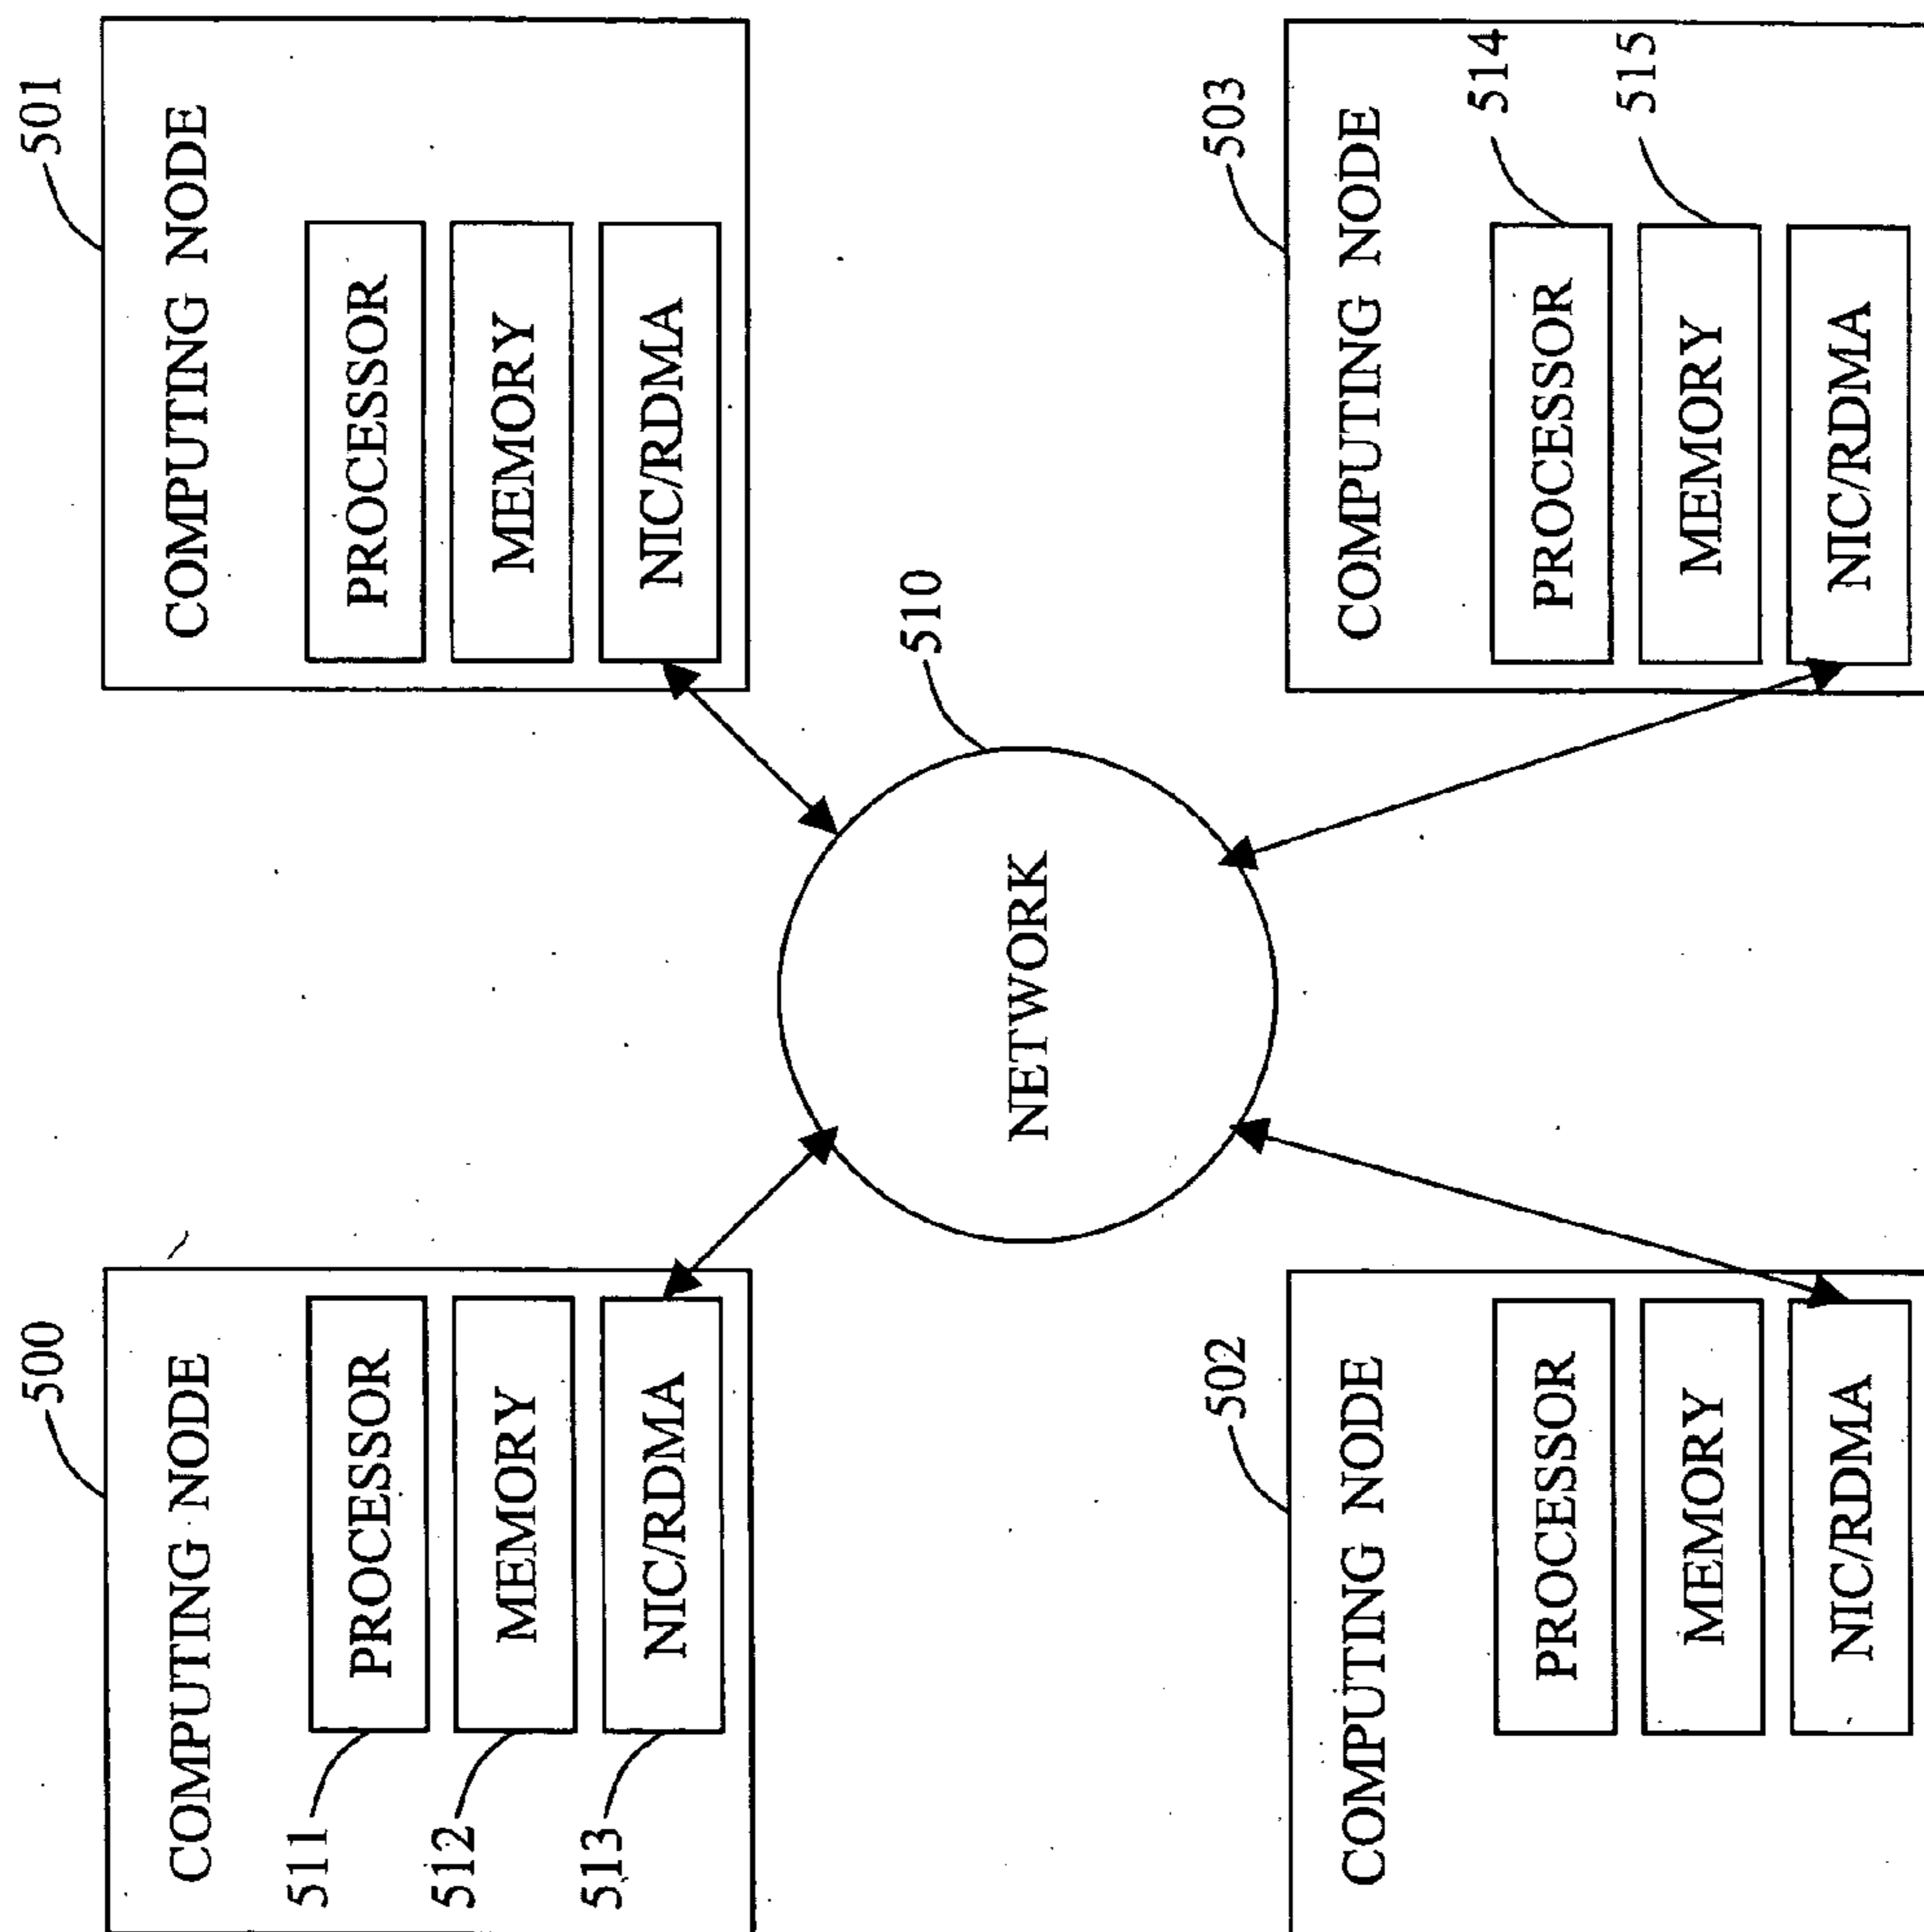 500
COMPUTING NODE
511
PROCESSOR
512
MEMORY
513
NIC/RDMA
501
COMPUTING NODE
PROCESSOR
MEMORY
NIC/RDMA
510
NETWORK
502
COMPUTING NODE
PROCESSOR
MEMORY
NIC/RDMA
503
COMPUTING NODE
PROCESSOR
514
MEMORY
515
NIC/RDMA